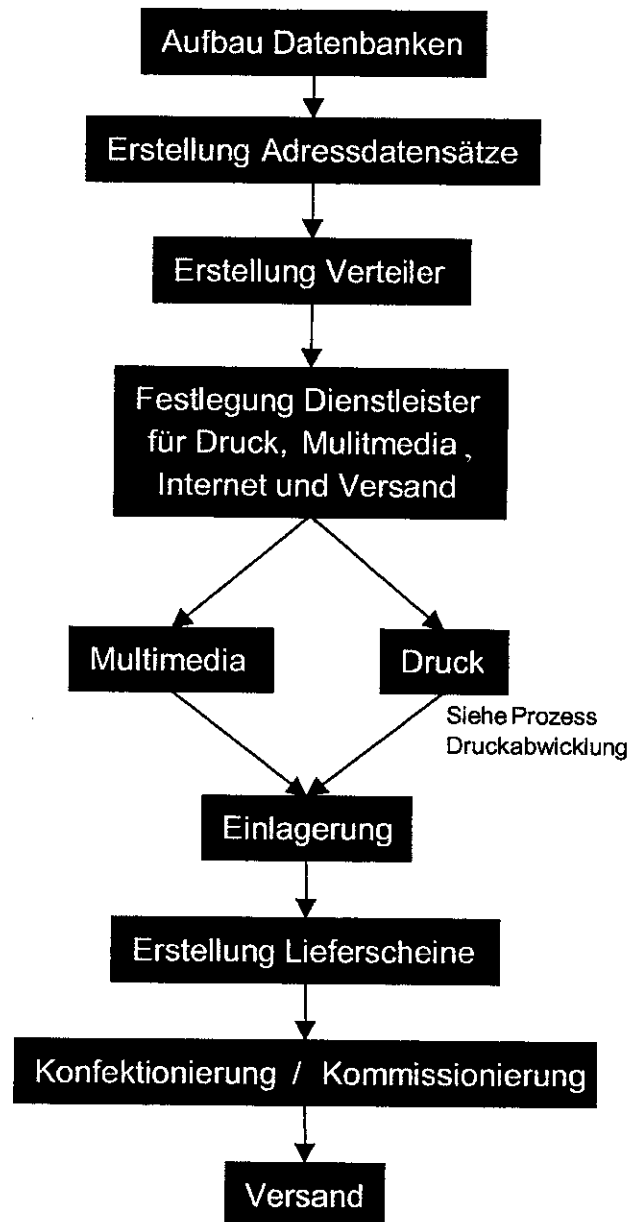 Aufbau Datenbanken
Erstellung Adressdatensätze
Erstellung Verteiler
Festlegung Dienstleister
für Druck, Mulitmedia,
Internet und Versand
Multimedia
Druck
Siehe Prozess
Druckabwicklung
Einlagerung
Erstellung Lieferscheine
Konfektionierung / Kommissionierung
Versand